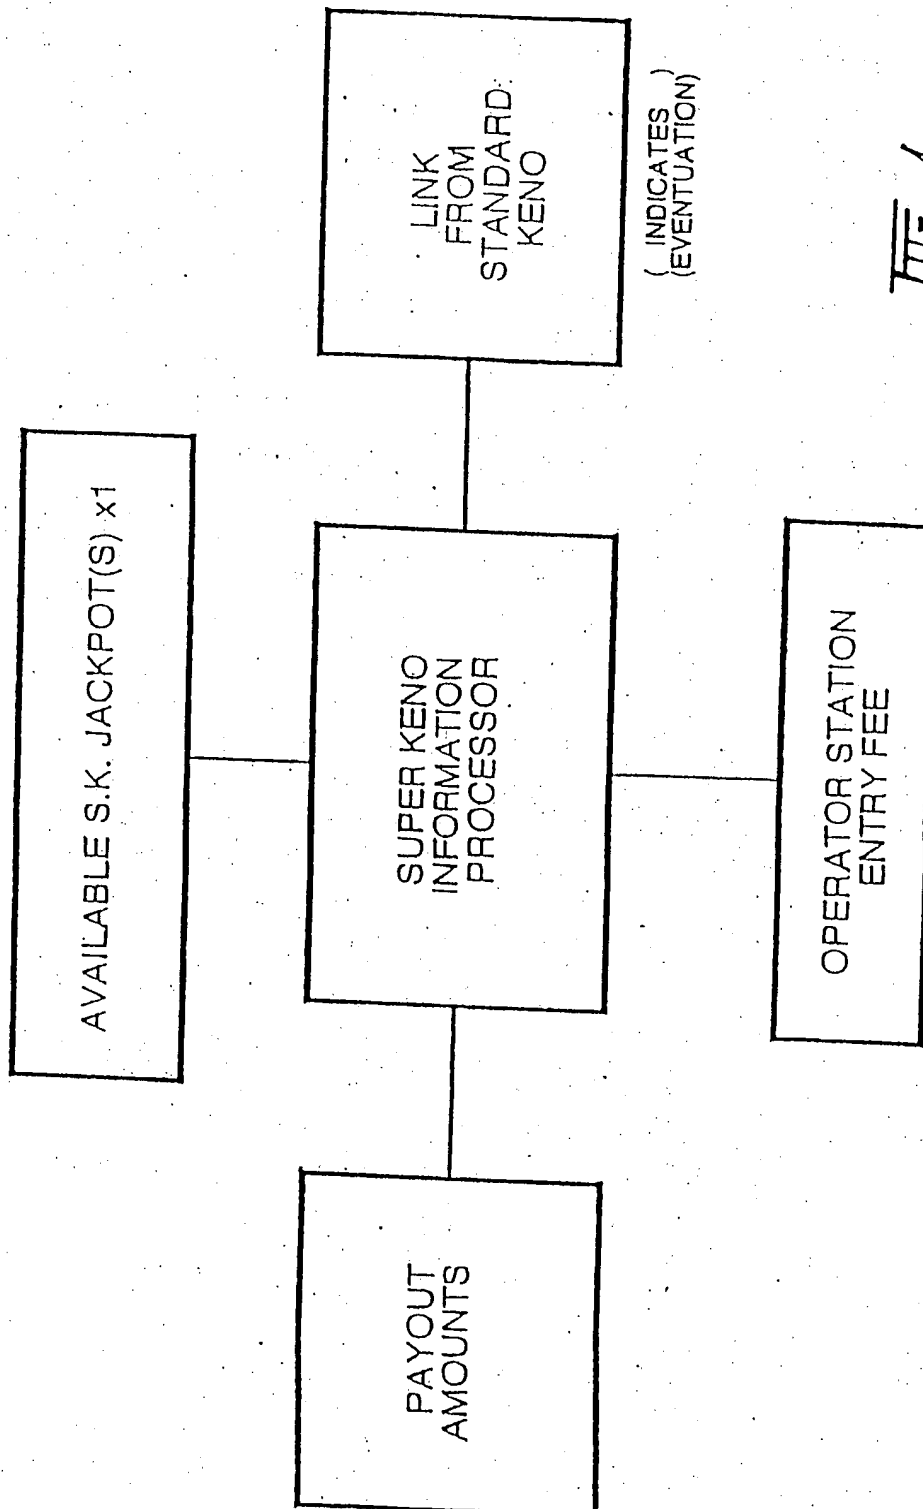 AVAILABLE S.K. JACKPOT(S) x1
PAYOUT
AMOUNTS
SUPER KENO
INFORMATION
PROCESSOR
LINK
FROM
STANDARD:
KENO
( INDICATES )
(EVENTUATION)
OPERATOR STATION
ENTRY FEE